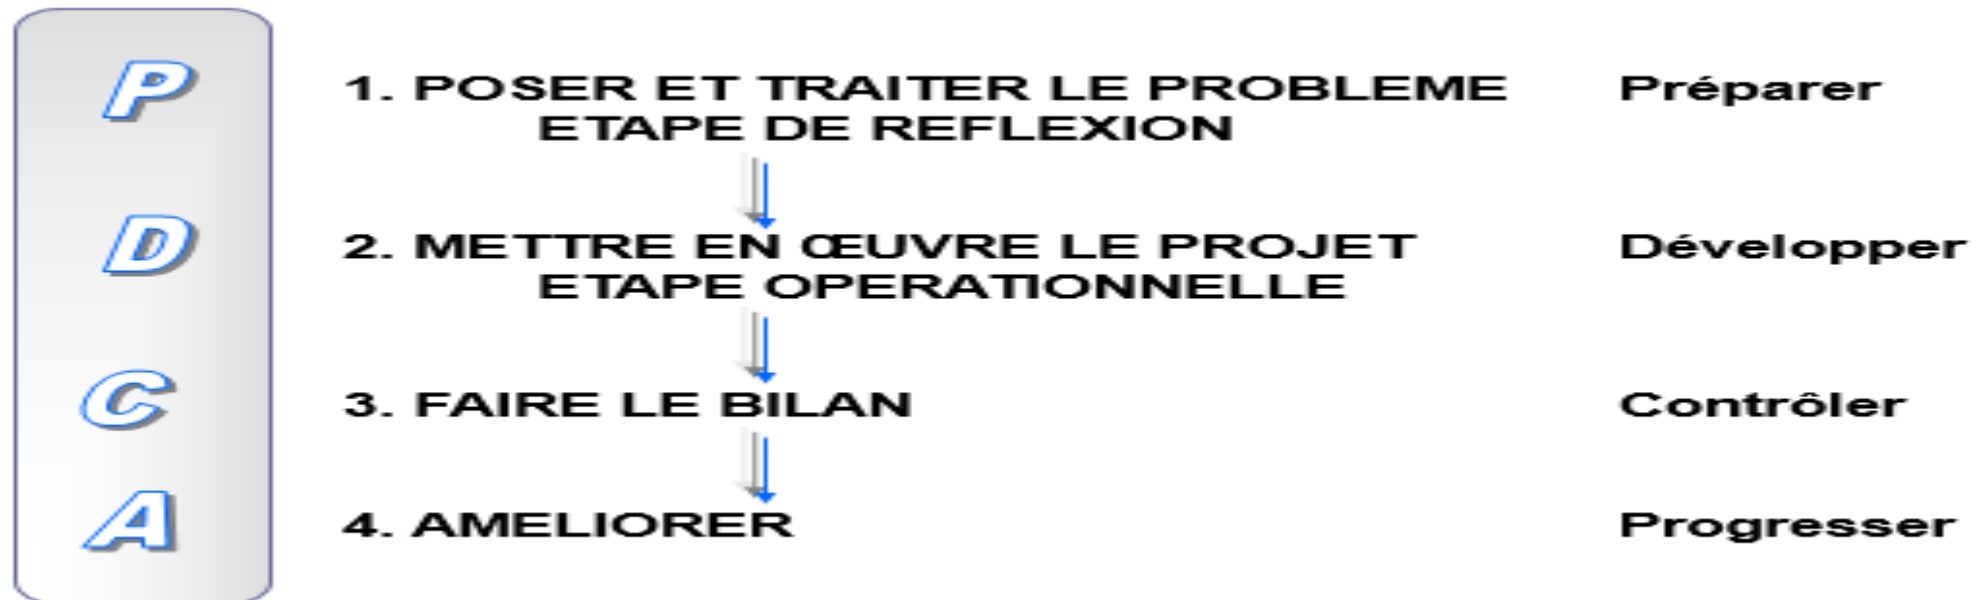 P
1. POSER ET TRAITER LE PROBLEME Préparer
ETAPE DE REFLEXION
D
2. METTRE EN ŒUVRE LE PROJET Développer
ETAPE OPERATIONNELLE
C
3. FAIRE LE BILAN Contrôler
A
4. AMELIORER Progresser